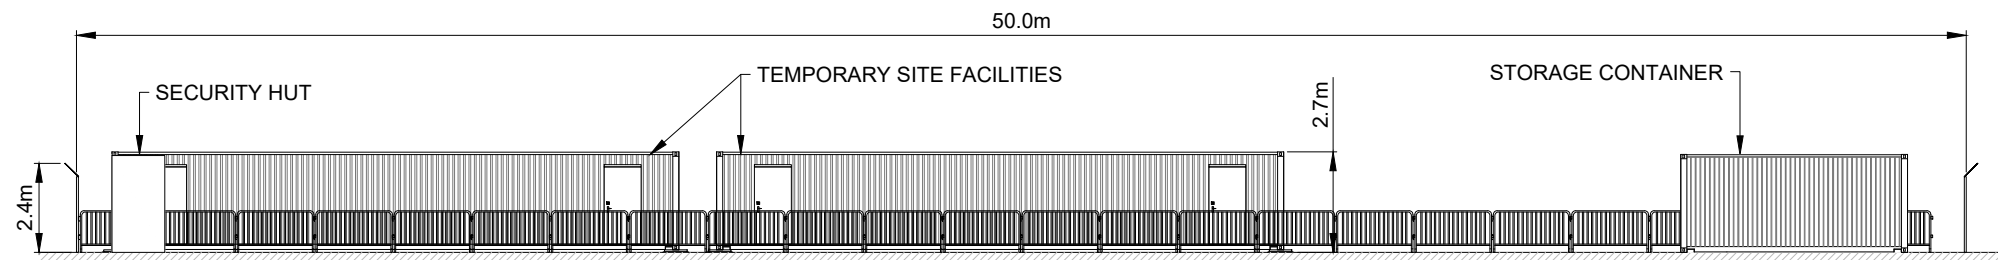 50.0m
SECURITY HUT
TEMPORARY SITE FACILITIES
STORAGE CONTAINER
2.7m
2.4m